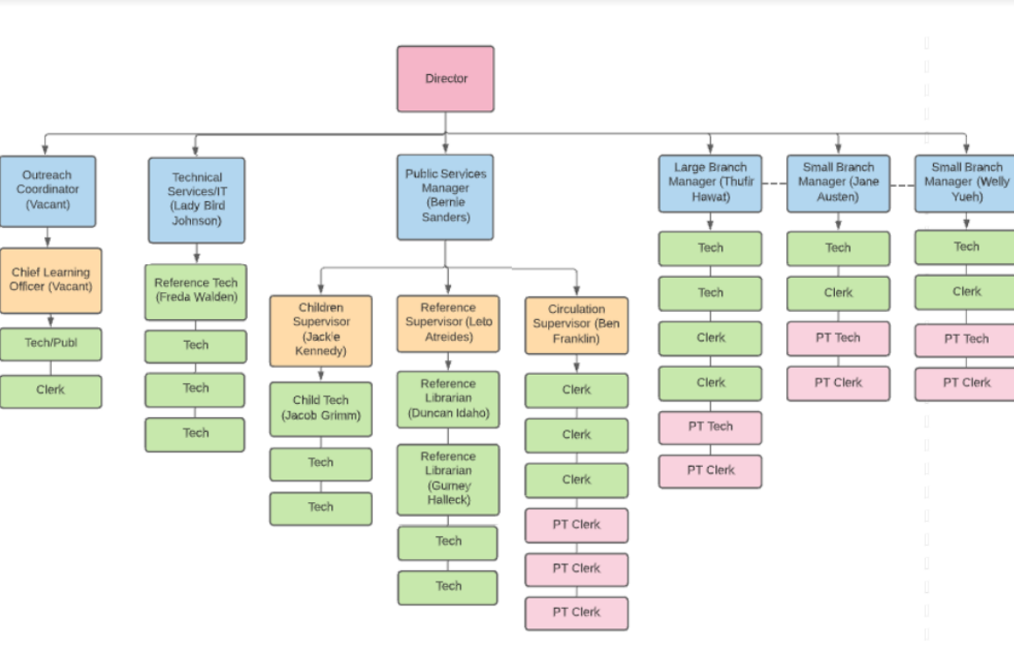 Director
Outreach
Coordinator
(Vacant)
Chief Learning
Officer (Vacant)
Tech/Publ
Clerk
Technical
Services/IT
(Lady Bird
Johnson)
Reference Tech
(Freda Walden)
Tech
Tech
Tech
Public Services
Manager
(Bernie
Sanders)
Children
Supervisor
(Jackie
Kennedy)
Child Tech
(Jacob Grimm)
Tech
Tech
Reference
Supervisor (Leto
Atreides)
Reference
Librarian
(Duncan Idaho)
Reference
Librarian
(Gurney
Halleck)
Tech
Tech
Circulation
Supervisor (Ben
Franklin)
Clerk
Clerk
Clerk
PT Clerk
PT Clerk
PT Clerk
Large Branch
Manager (Thufir
Hawat)
Tech
Tech
Clerk
Clerk
PT Tech
PT Clerk
Small Branch
Manager (Jane
Austen)
Tech
Clerk
PT Tech
PT Clerk
Small Branch
Manager (Welly
Yueh)
Tech
Clerk
PT Tech
PT Clerk